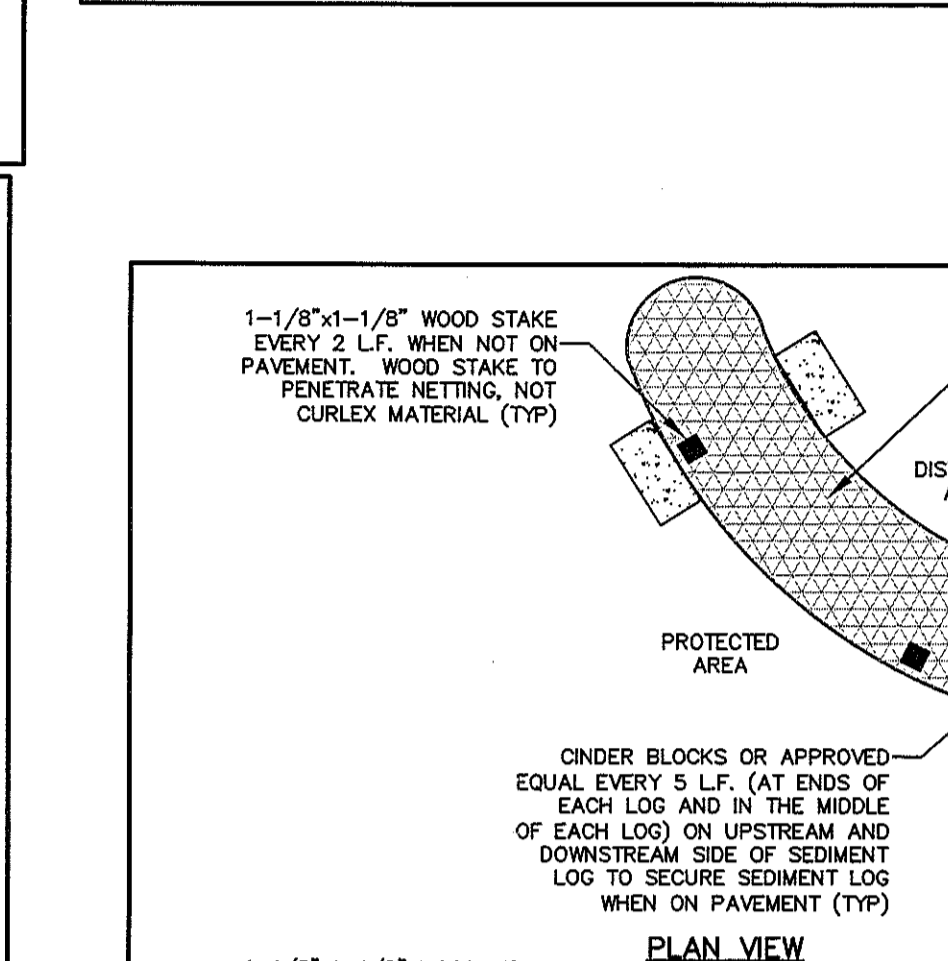 1-1/8"x1-1/8" WOOD STAKE
EVERY 2 L.F. WHEN NOT ON
PAVEMENT. WOOD STAKE TO
PENETRATE NETTING, NOT
CURLEX MATERIAL (TYP)
PROTECTED
AREA
CINDER BLOCKS OR APPROVED
EQUAL EVERY 5 L.F. (AT ENDS OF
EACH LOG AND IN THE MIDDLE
OF EACH LOG) ON UPSTREAM AND
DOWNSTREAM SIDE OF SEDIMENT
LOG TO SECURE SEDIMENT LOG
WHEN ON PAVEMENT (TYP)
PLAN VIEW